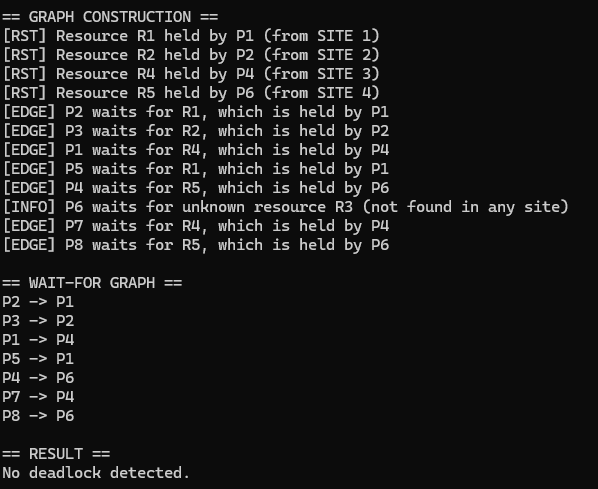 == GRAPH CONSTRUCTION ==
[RST] Resource R1 held by P1 (from SITE 1)
[RST] Resource R2 held by P2 (from SITE 2)
[RST] Resource R4 held by P4 (from SITE 3)
[RST] Resource R5 held by P6 (from SITE 4)
[EDGE] P2 waits for R1, which is held by P1
[EDGE] P3 waits for R2, which is held by P2
[EDGE] P1 waits for R4, which is held by P4
[EDGE] P5 waits for R1, which is held by P1
[EDGE] P4 waits for R5, which is held by P6
[INFO] P6 waits for unknown resource R3 (not found in any site)
[EDGE] P7 waits for R4, which is held by P4
[EDGE] P8 waits for R5, which is held by P6
== WAIT-FOR GRAPH ==
P2 -> P1
P3 -> P2
P1 -> P4
P5 -> P1
P4 -> P6
P7 -> P4
P8 -> P6
== RESULT ==
No deadlock detected.